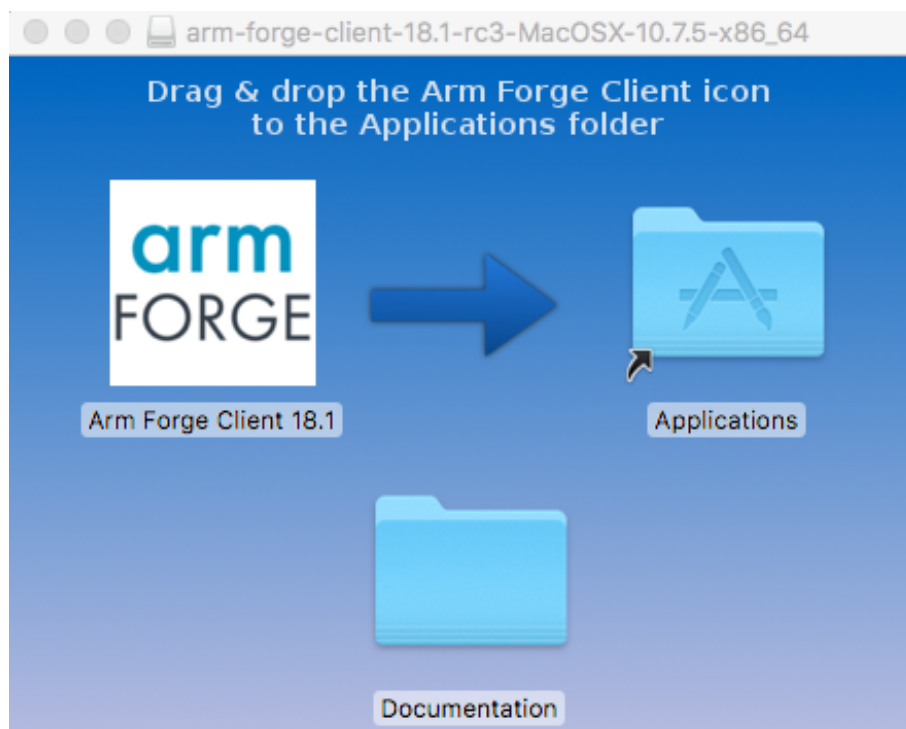 arm-forge-client-18.1-rc3-MacOSX-10.7.5-x86_64
Drag & drop the Arm Forge Client icon
to the Applications folder
arm
FORGE
Arm Forge Client 18.1
Applications
Documentation